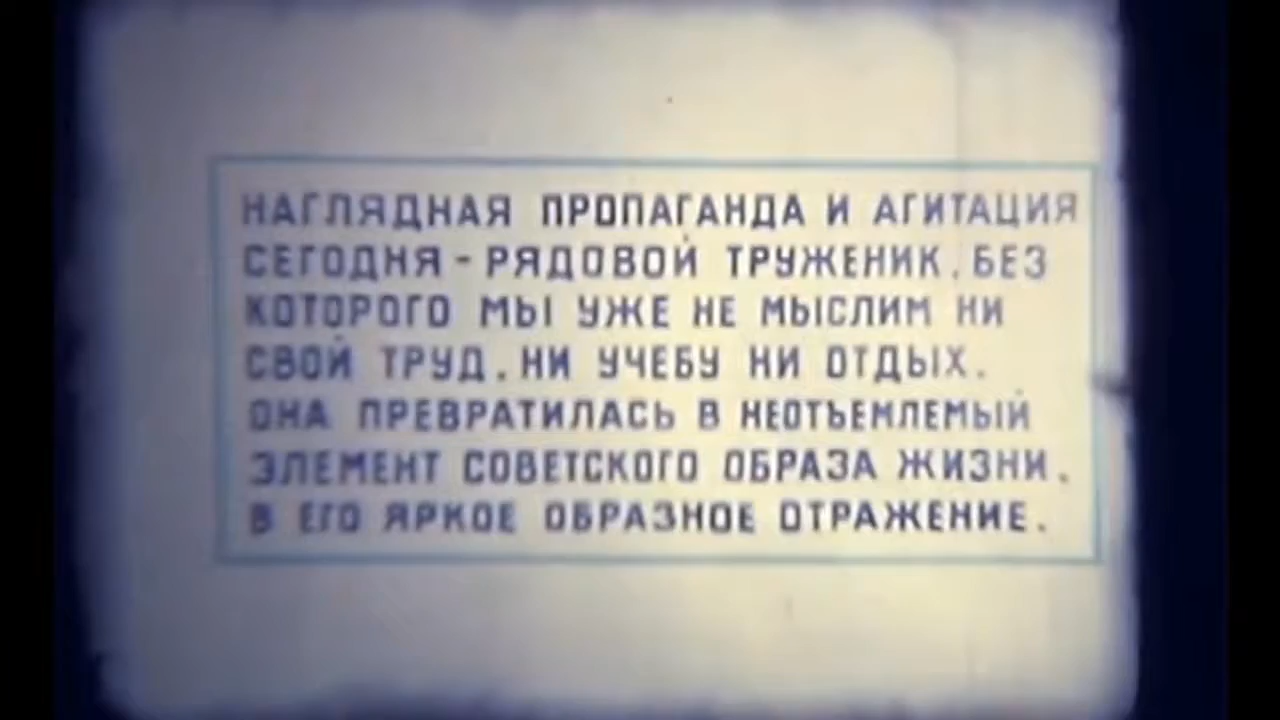 НАГЛЯДНАЯ ПРОПАГАНДА И АГИТАЦИЯ
СЕГОДНЯ - РЯДОВОЙ ТРУЖЕНИК, БЕЗ
КОТОРОГО МЫ УЖЕ НЕ МЫСЛИМ НИ
СВОЙ ТРУД, НИ УЧЕБУ НИ ОТДЫХ.
ОНА ПРЕВРАТИЛАСЬ В НЕОТЪЕМЛЕМЫЙ
ЭЛЕМЕНТ СОВЕТСКОГО ОБРАЗА ЖИЗНИ,
В ЕГО ЯРКОЕ ОБРАЗНОЕ ОТРАЖЕНИЕ.